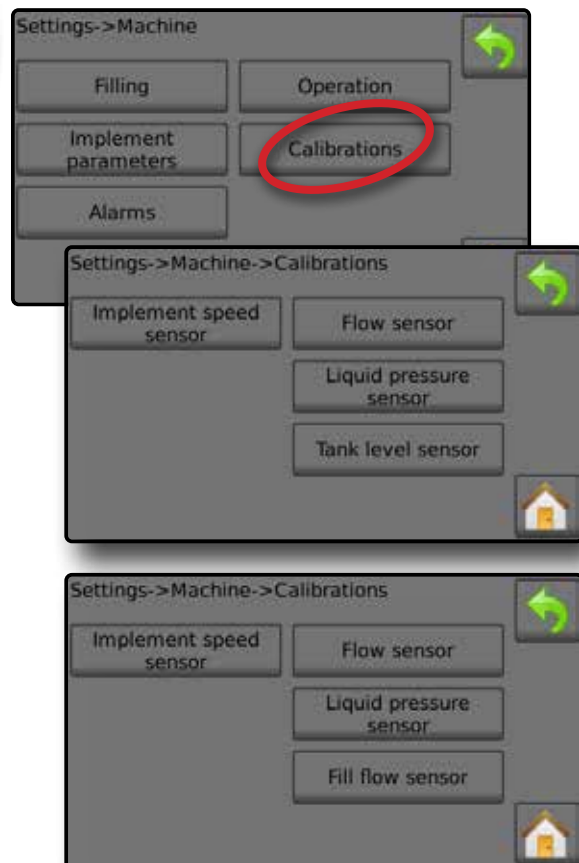 Settings->Machine
Filling
Operation
Implement
parameters
Calibrations
Alarms
Settings->Machine->Calibrations
Implement speed
sensor
Flow sensor
Liquid pressure
sensor
Tank level sensor
Settings->Machine->Calibrations
Implement speed
sensor
Flow sensor
Liquid pressure
sensor
Fill flow sensor